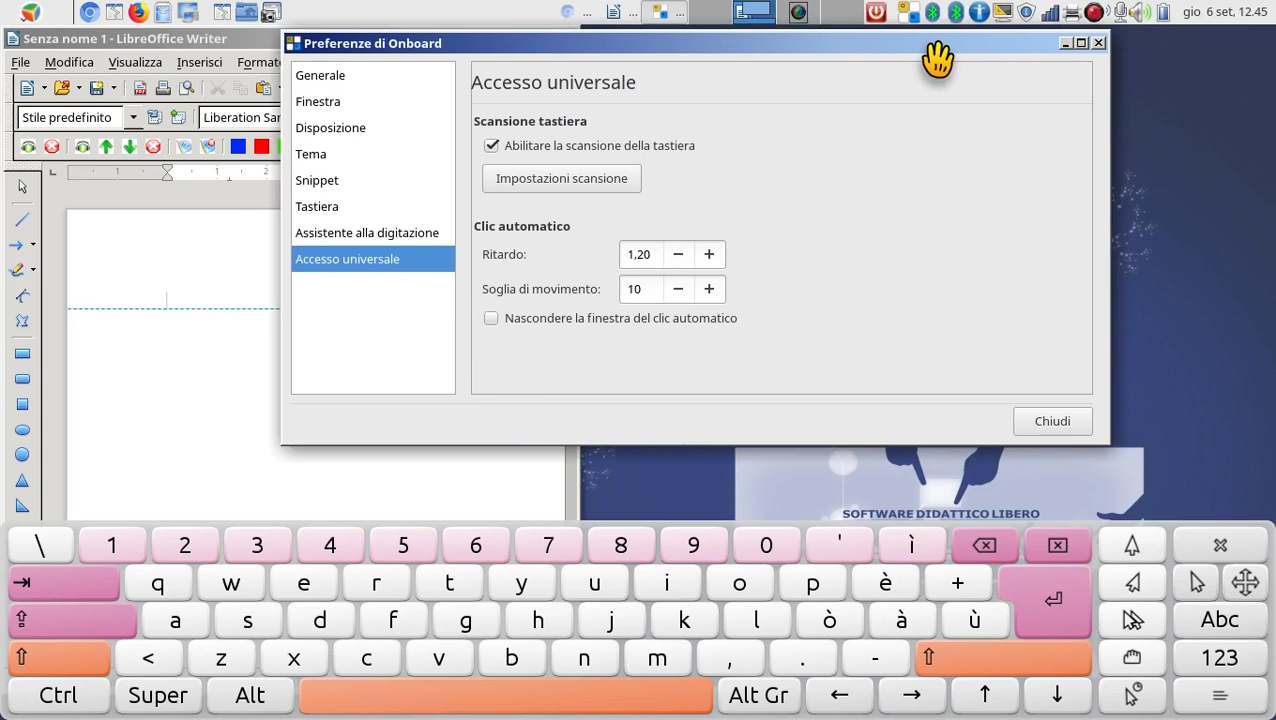 gio 6 set, 12.45
Senza nome 1 - LibreOffice Writer
File Modifica Visualizza Inserisci
Stile predefinito
1 1 2
Preferenze di Onboard
Generale
Finestra
Disposizione
Tema
Snippet
Tastiera
Assistente alla digitazione
Accesso universale
Accesso universale
Scansione tastiera
Abilitare la scansione della tastiera
Impostazioni scansione
Clic automatico
Ritardo: 1,20 − +
Soglia di movimento: 10 − +
Nascondere la finestra del clic automatico
Chiudi
SOFTWARE DIDATTICO LIBERO
\ 1 2 3 4 5 6 7 8 9 0 ' ì
q w e r t y u i o p è +
a s d f g h j k l ò à ù Abc
< z x c v b n m , . - 123
Ctrl Super Alt Alt Gr